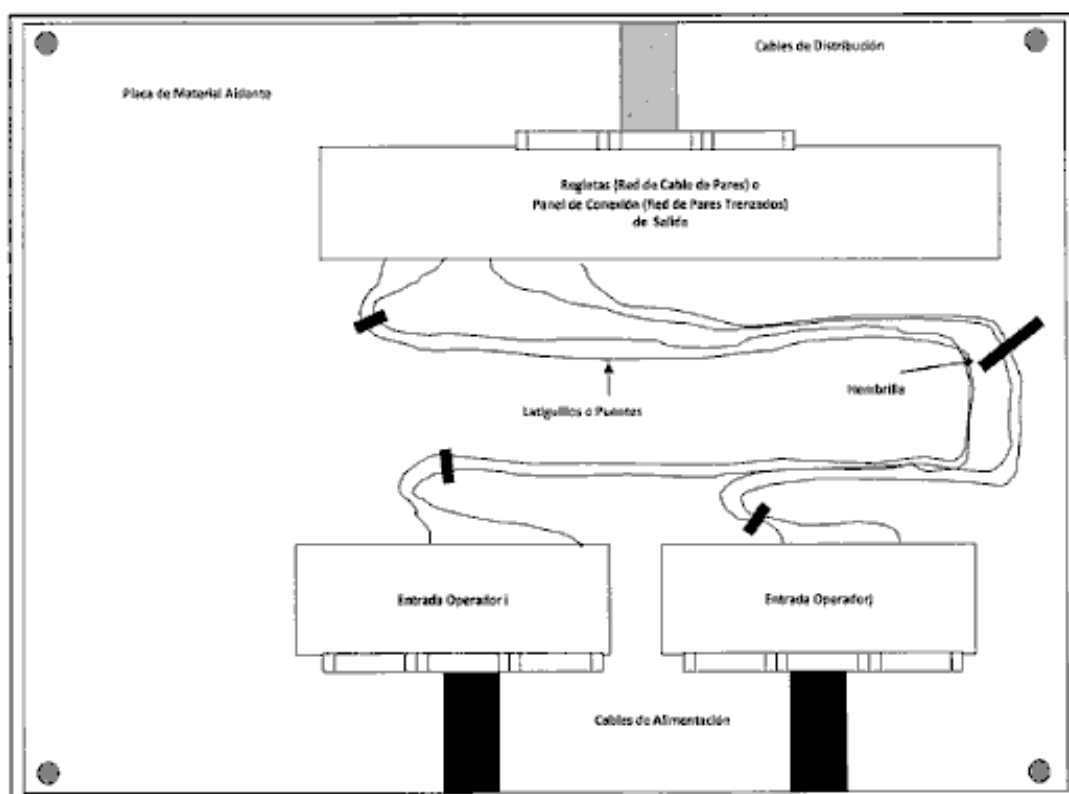 Cables de Distribución
Placa de Material Aislante
Regletas (Red de Cable de Pares) o
Panel de Conexión (Red de Pares Trenzados)
de Salida
Hembrilla
Latiguillos o Puentes
Entrada Operador i
Entrada Operador j
Cables de Alimentación